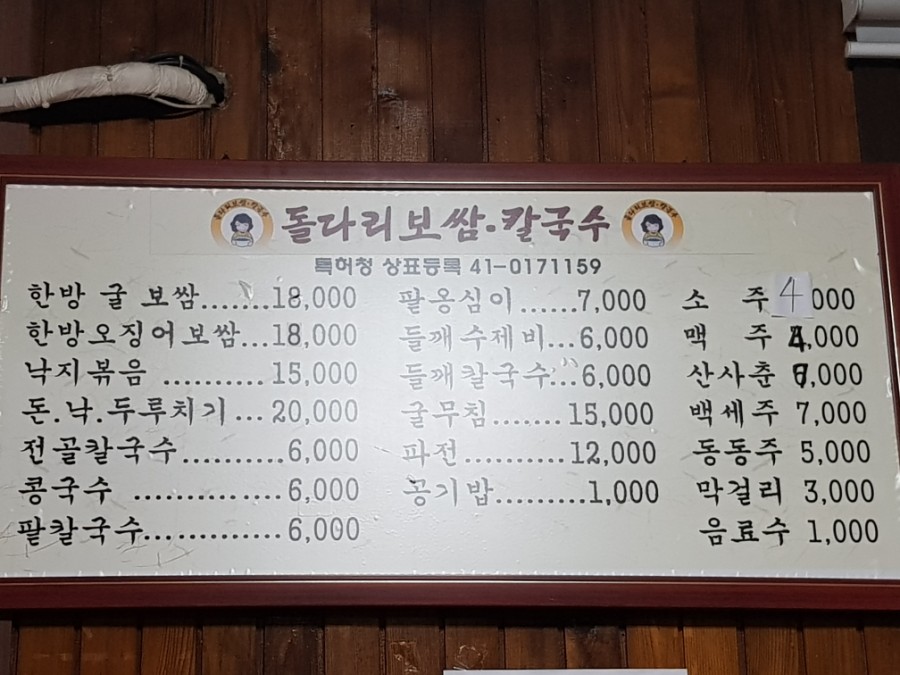 돌다리보쌈·칼국수
특허청 상표등록 41-0171159
한방 굴 보쌈.......18,000
한방오징어보쌈...18,000
낙지볶음 ..........15,000
돈.낙.두루치기...20,000
전골칼국수..........6,000
콩국수 ..............6,000
팥칼국수.............6,000
팥옹심이......7,000
들깨수제비...6,000
들깨칼국수...6,000
굴무침.......15,000
파전..........12,000
공기밥.........1,000
소 주 4,000
맥 주 4,000
산사춘
백세주 7,000
동동주 5,000
막걸리 3,000
음료수 1,000